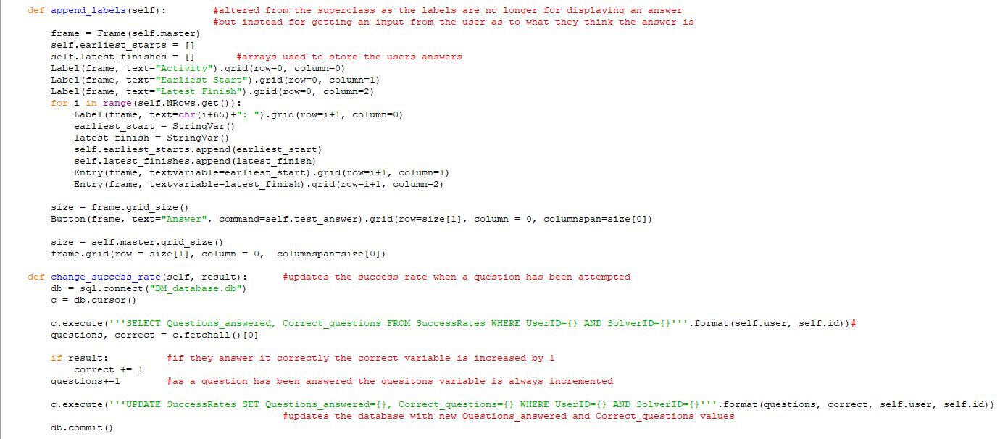 def append_labels(self):        #altered from the superclass as the labels are no longer for displaying an answer
                                #but instead for getting an input from the user as to what they think the answer is
    frame = Frame(self.master)
    self.earliest_starts = []
    self.latest_finishes = []       #arrays used to store the users answers
    Label(frame, text="Activity").grid(row=0, column=0)
    Label(frame, text="Earliest Start").grid(row=0, column=1)
    Label(frame, text="Latest Finish").grid(row=0, column=2)
    for i in range(self.NRows.get()):
        Label(frame, text=chr(i+65)+": ").grid(row=i+1, column=0)
        earliest_start = StringVar()
        latest_finish = StringVar()
        self.earliest_starts.append(earliest_start)
        self.latest_finishes.append(latest_finish)
        Entry(frame, textvariable=earliest_start).grid(row=i+1, column=1)
        Entry(frame, textvariable=latest_finish).grid(row=i+1, column=2)

    size = frame.grid_size()
    Button(frame, text="Answer", command=self.test_answer).grid(row=size[1], column = 0, columnspan=size[0])

    size = self.master.grid_size()
    frame.grid(row = size[1], column = 0,  columnspan=size[0])

def change_success_rate(self, result):      #updates the success rate when a question has been attempted
    db = sql.connect("DM_database.db")
    c = db.cursor()

    c.execute('''SELECT Questions_answered, Correct_questions FROM SuccessRates WHERE UserID={} AND SolverID={}'''.format(self.user, self.id))#
    questions, correct = c.fetchall()[0]

    if result:          #if they answer it correctly the correct variable is increased by 1
        correct += 1
    questions+=1        #as a question has been answered the quesitons variable is always incremented

    c.execute('''UPDATE SuccessRates SET Questions_answered={}, Correct_questions={} WHERE UserID={} AND SolverID={}'''.format(questions, correct, self.user, self.id))
                                            #updates the database with new Questions_answered and Correct_questions values
    db.commit()